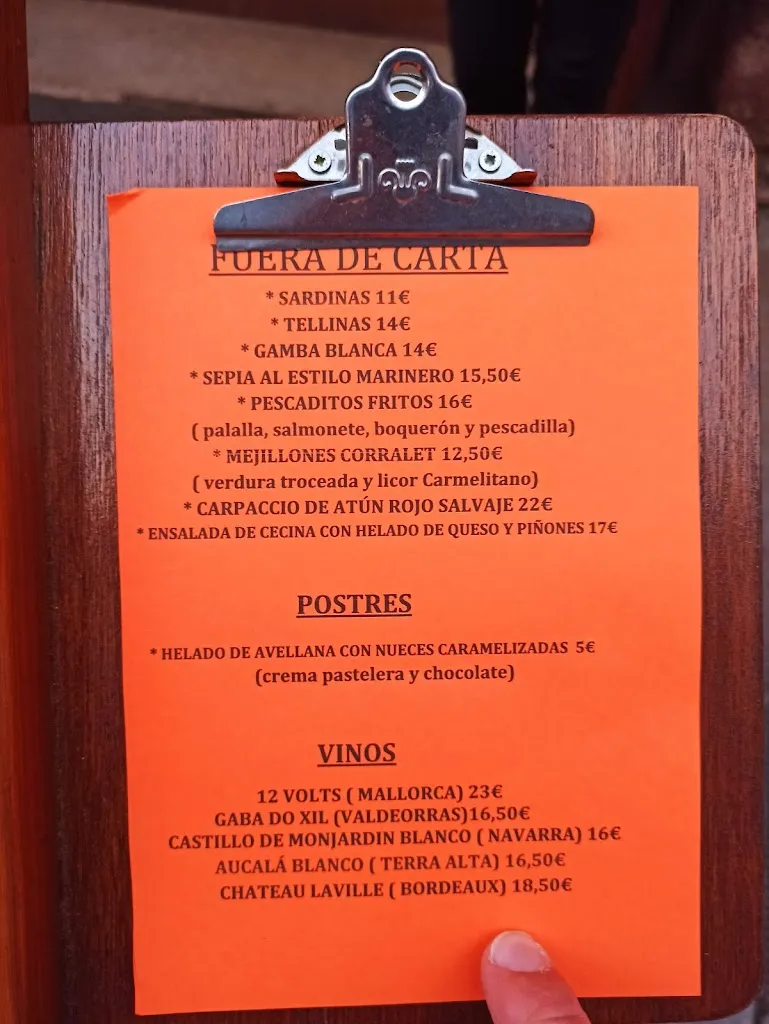 FUERA DE CARTA
* SARDINAS 11€
* TELLINAS 14€
* GAMBA BLANCA 14€
* SEPIA AL ESTILO MARINERO 15,50€
* PESCADITOS FRITOS 16€
( palalla, salmonete, boquerón y pescadilla)
* MEJILLONES CORRALET 12,50€
( verdura troceada y licor Carmelitano)
* CARPACCIO DE ATÚN ROJO SALVAJE 22€
* ENSALADA DE CECINA CON HELADO DE QUESO Y PIÑONES 17€
POSTRES
* HELADO DE AVELLANA CON NUECES CARAMELIZADAS 5€
(crema pastelera y chocolate)
VINOS
12 VOLTS ( MALLORCA) 23€
GABA DO XIL (VALDEORRAS)16,50€
CASTILLO DE MONJARDIN BLANCO ( NAVARRA) 16€
AUCALÁ BLANCO ( TERRA ALTA) 16,50€
CHATEAU LAVILLE ( BORDEAUX) 18,50€